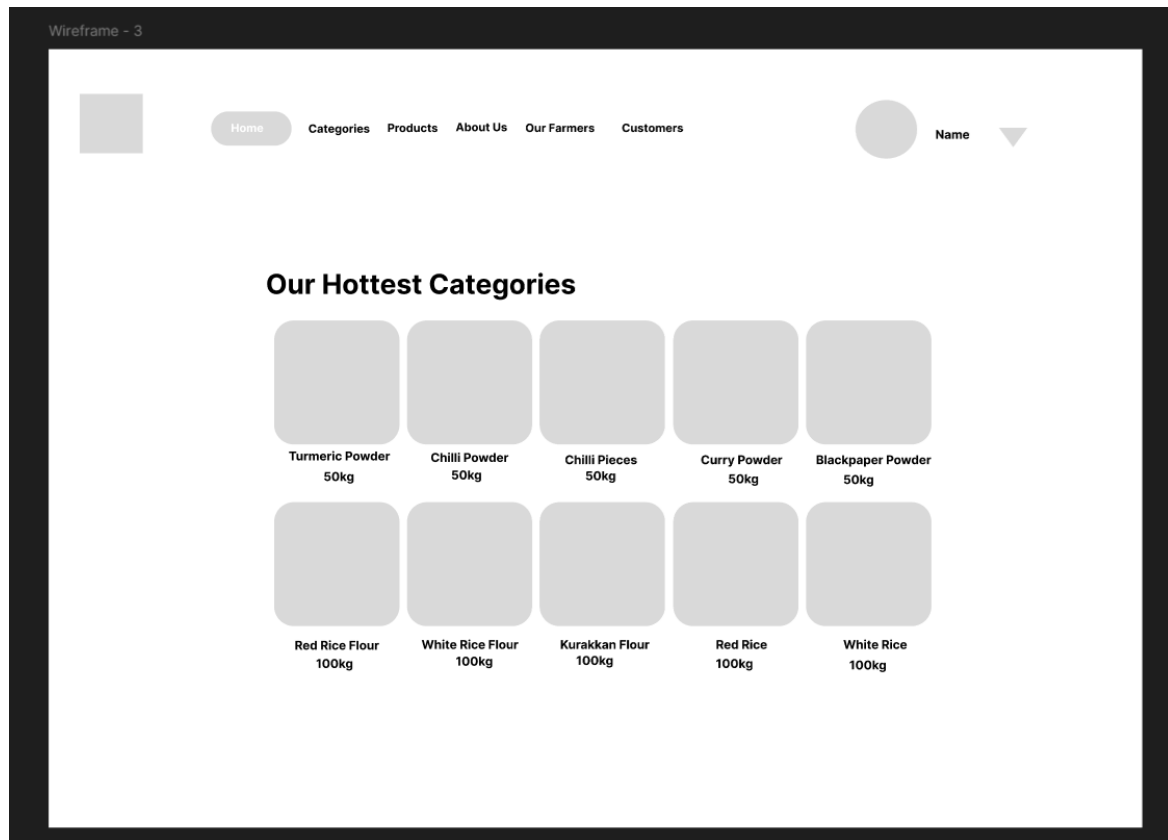 Wireframe - 3
Home Categories Products About Us Our Farmers Customers Name
Our Hottest Categories
Turmeric Powder Chilli Powder Chilli Pieces Curry Powder Blackpaper Powder
50kg 50kg 50kg 50kg 50kg
Red Rice Flour White Rice Flour Kurakkan Flour Red Rice White Rice
100kg 100kg 100kg 100kg 100kg